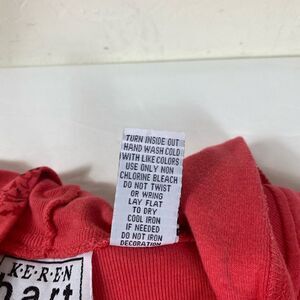 TURN INSIDE OUT
HAND WASH COLD
WITH LIKE COLORS
USE ONLY NON
CHLORINE BLEACH
DO NOT TWIST
OR WRING
LAY FLAT
TO DRY
COOL IRON
IF NEEDED
DO NOT IRON
DECORATION
K·E·R·E·N
hart